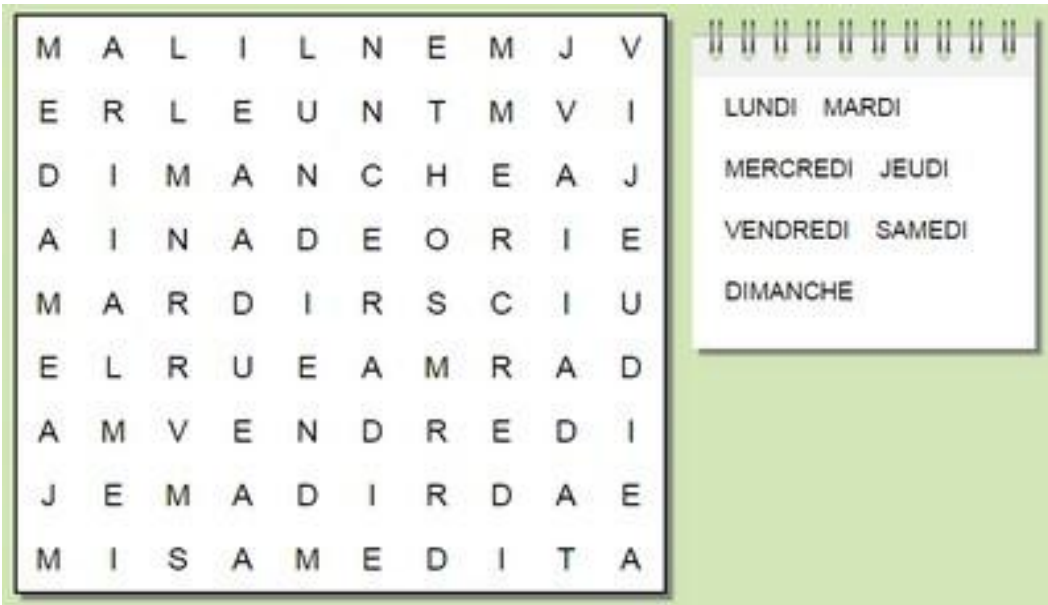 M A L I L N E M J V
E R L E U N T M V I
D I M A N C H E A J
A I N A D E O R I E
M A R D I R S C I U
E L R U E A M R A D
A M V E N D R E D I
J E M A D I R D A E
M I S A M E D I T A
LUNDI MARDI
MERCREDI JEUDI
VENDREDI SAMEDI
DIMANCHE